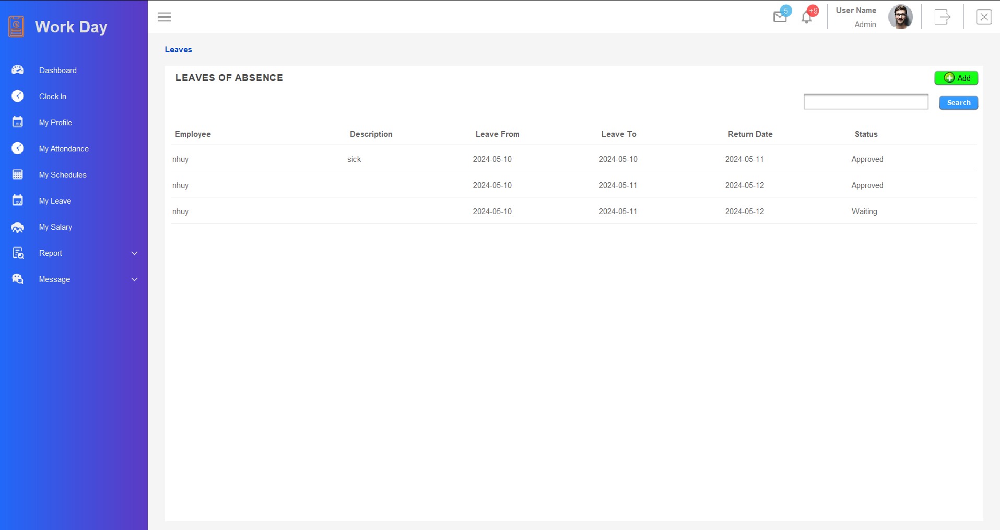 Work Day
Dashboard
Clock In
My Profile
My Attendance
My Schedules
My Leave
My Salary
Report
Message
5
+9
User Name
Admin
Leaves
LEAVES OF ABSENCE
Add
Search
Employee Description Leave From Leave To Return Date Status
nhuy sick 2024-05-10 2024-05-10 2024-05-11 Approved
nhuy 2024-05-10 2024-05-11 2024-05-12 Approved
nhuy 2024-05-10 2024-05-11 2024-05-12 Waiting